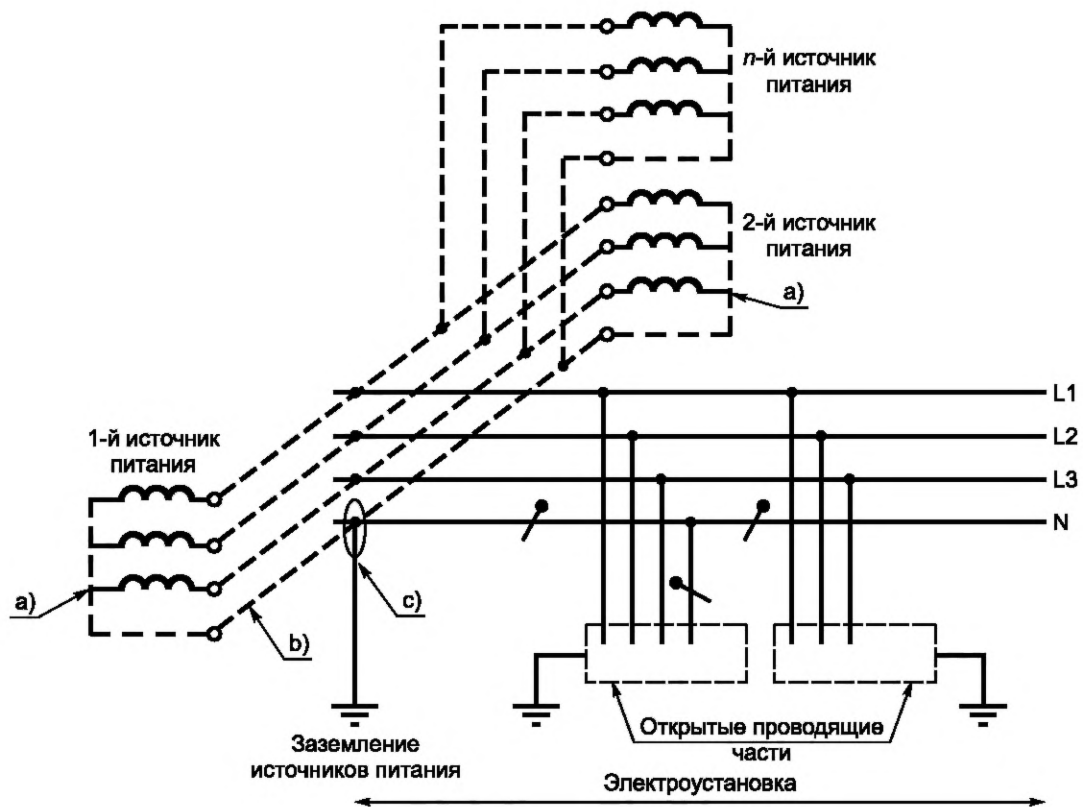 n-й источник
питания
2-й источник
питания
a)
L1
1-й источник
питания
L2
L3
N
a)
c)
b)
Открытые проводящие
части
Заземление
источников питания
Электроустановка